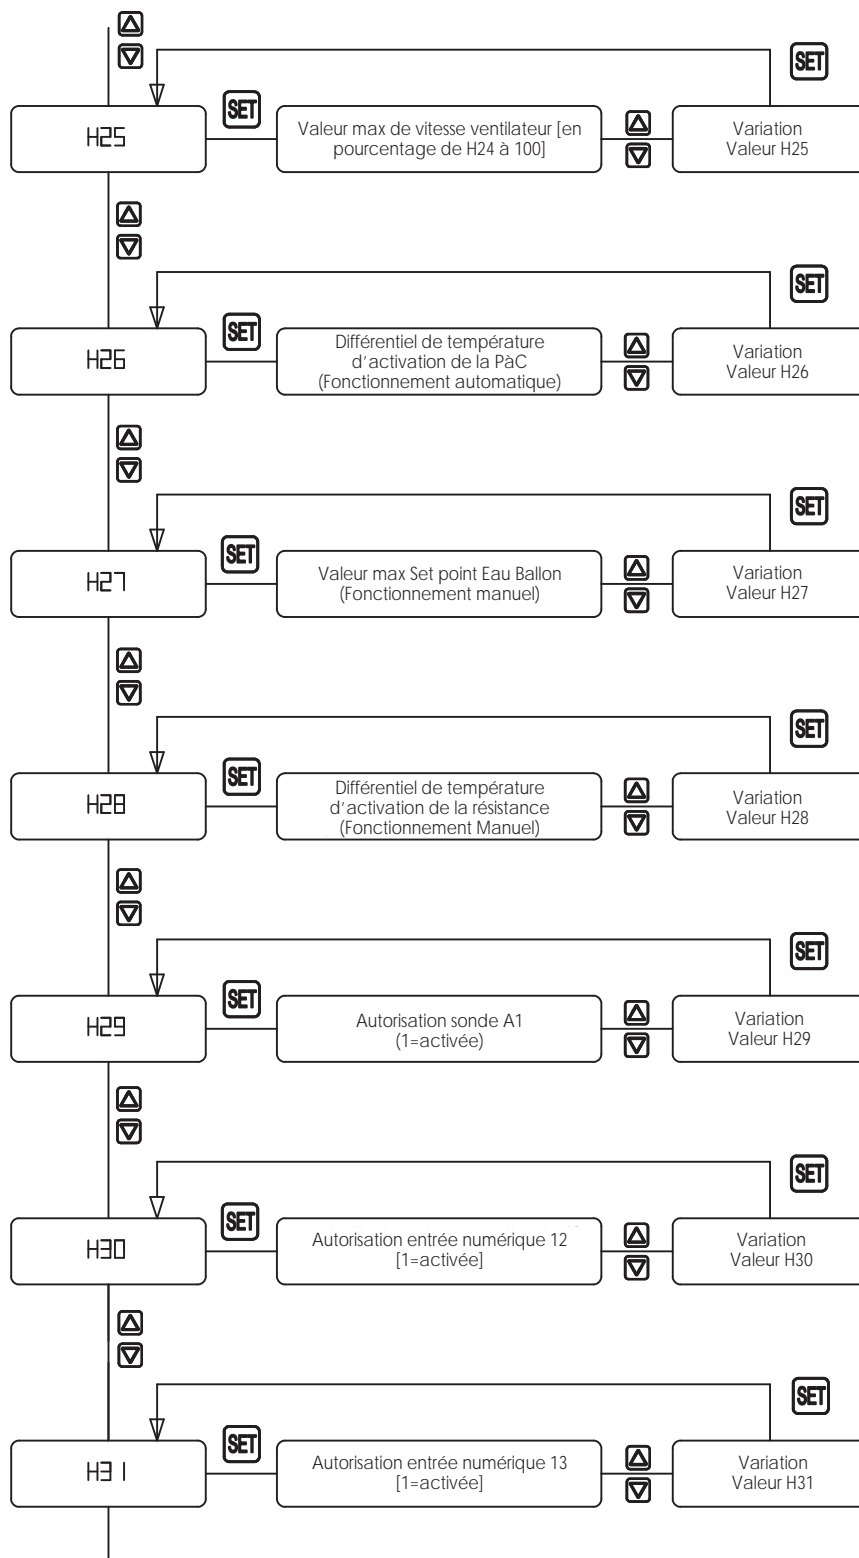 SET
SET
H25
Valeur max de vitesse ventilateur [en
pourcentage de H24 à 100]
Variation
Valeur H25
SET
SET
H26
Différentiel de température
d'activation de la PàC
(Fonctionnement automatique)
Variation
Valeur H26
SET
SET
H27
Valeur max Set point Eau Ballon
(Fonctionnement manuel)
Variation
Valeur H27
SET
SET
H28
Différentiel de température
d'activation de la résistance
(Fonctionnement Manuel)
Variation
Valeur H28
SET
SET
H29
Autorisation sonde A1
(1=activée)
Variation
Valeur H29
SET
SET
H30
Autorisation entrée numérique 12
[1=activée]
Variation
Valeur H30
SET
SET
H31
Autorisation entrée numérique 13
[1=activée]
Variation
Valeur H31